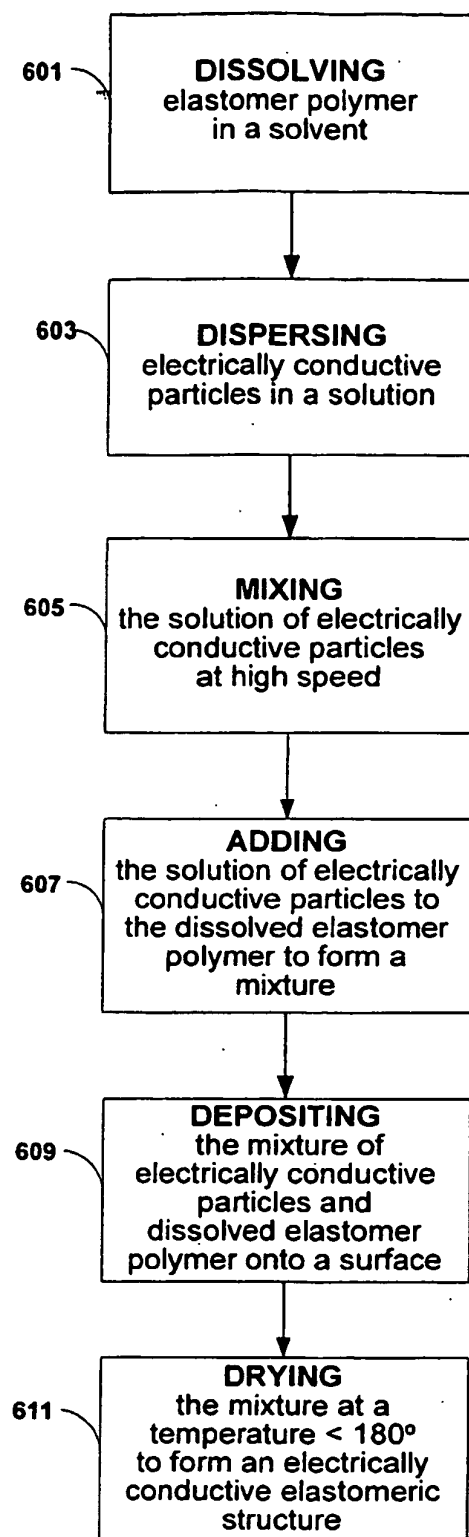 601
DISSOLVING
elastomer polymer
in a solvent
603
DISPERSING
electrically conductive
particles in a solution
605
MIXING
the solution of electrically
conductive particles
at high speed
607
ADDING
the solution of electrically
conductive particles to
the dissolved elastomer
polymer to form a
mixture
609
DEPOSITING
the mixture of
electrically conductive
particles and
dissolved elastomer
polymer onto a surface
611
DRYING
the mixture at a
temperature < 180º
to form an electrically
conductive elastomeric
structure